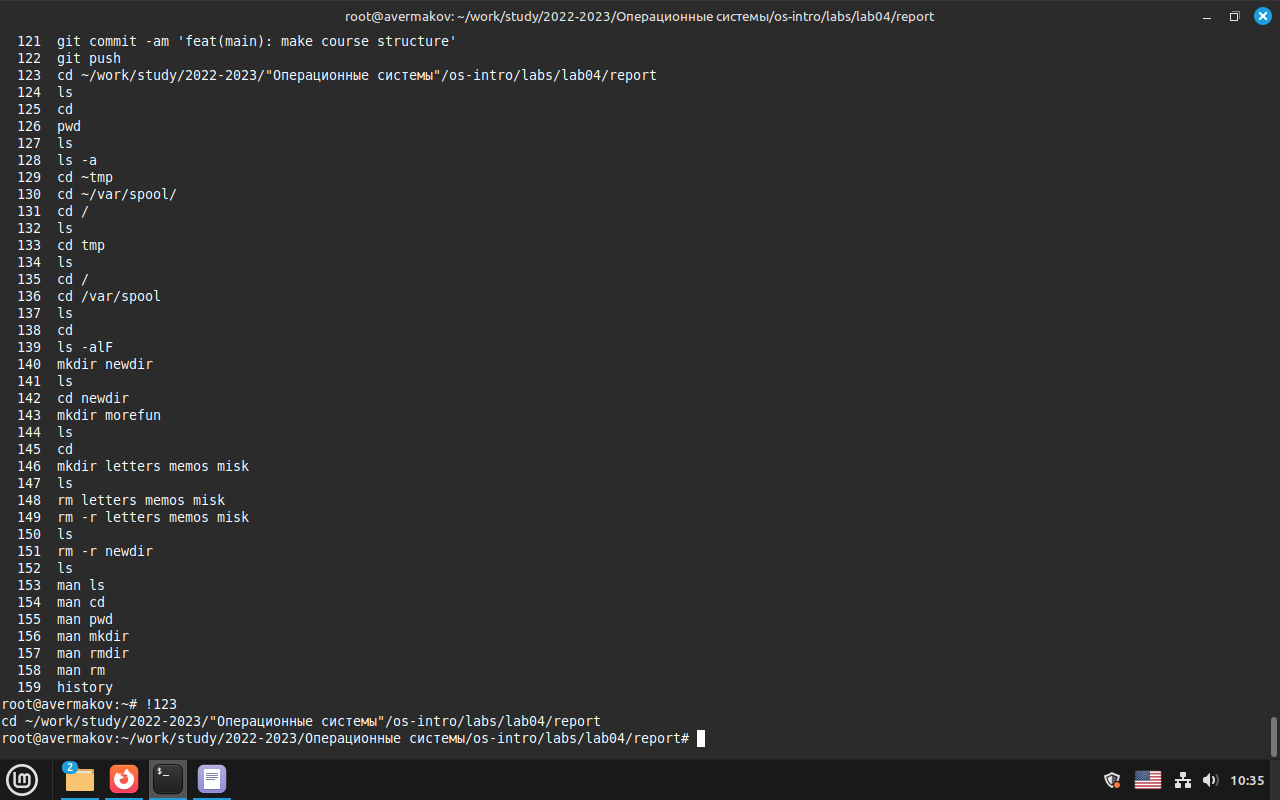 root@avermakov: ~/work/study/2022-2023/Операционные системы/os-intro/labs/lab04/report
121 git commit -am 'feat(main): make course structure'
122 git push
123 cd ~/work/study/2022-2023/"Операционные системы"/os-intro/labs/lab04/report
124 ls
125 cd
126 pwd
127 ls
128 ls -a
129 cd ~tmp
130 cd ~/var/spool/
131 cd /
132 ls
133 cd tmp
134 ls
135 cd /
136 cd /var/spool
137 ls
138 cd
139 ls -alF
140 mkdir newdir
141 ls
142 cd newdir
143 mkdir morefun
144 ls
145 cd
146 mkdir letters memos misk
147 ls
148 rm letters memos misk
149 rm -r letters memos misk
150 ls
151 rm -r newdir
152 ls
153 man ls
154 man cd
155 man pwd
156 man mkdir
157 man rmdir
158 man rm
159 history
root@avermakov:~# !123
cd ~/work/study/2022-2023/"Операционные системы"/os-intro/labs/lab04/report
root@avermakov:~/work/study/2022-2023/Операционные системы/os-intro/labs/lab04/report#
2
$_
10:35